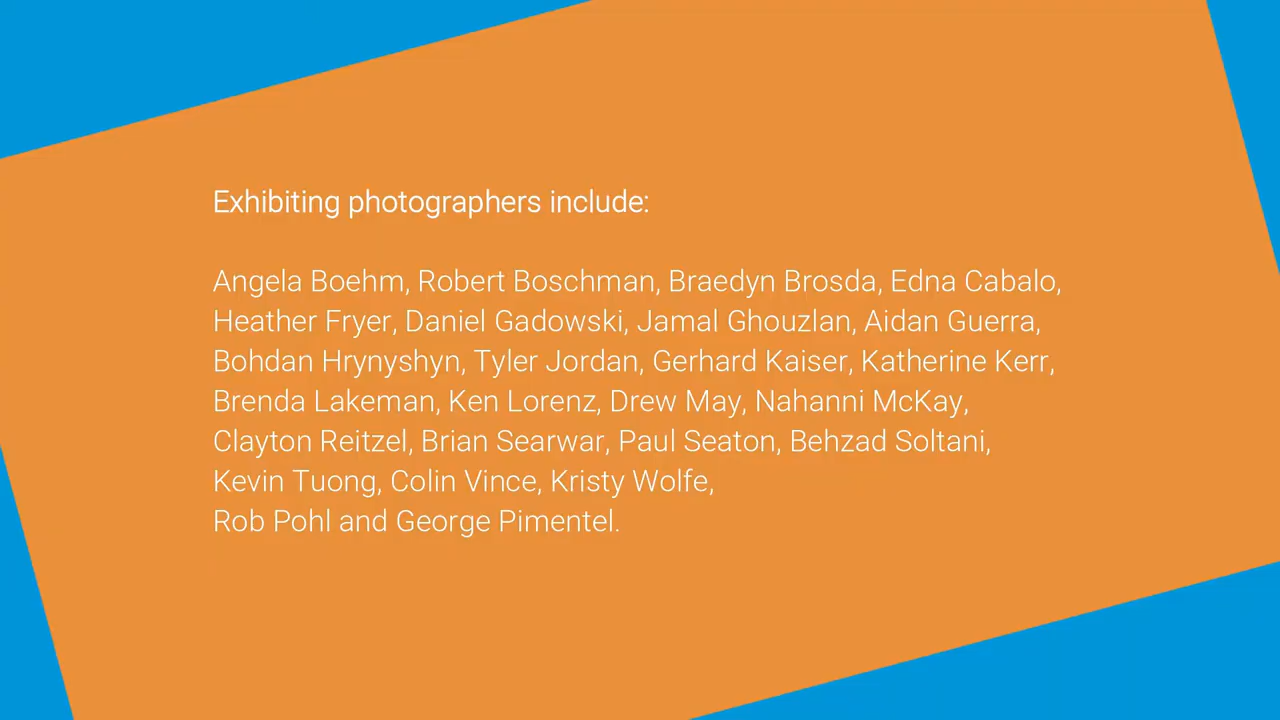 Exhibiting photographers include:
Angela Boehm, Robert Boschman, Braedyn Brosda, Edna Cabalo,
Heather Fryer, Daniel Gadowski, Jamal Ghouzlan, Aidan Guerra,
Bohdan Hrynyshyn, Tyler Jordan, Gerhard Kaiser, Katherine Kerr,
Brenda Lakeman, Ken Lorenz, Drew May, Nahanni McKay,
Clayton Reitzel, Brian Searwar, Paul Seaton, Behzad Soltani,
Kevin Tuong, Colin Vince, Kristy Wolfe,
Rob Pohl and George Pimentel.